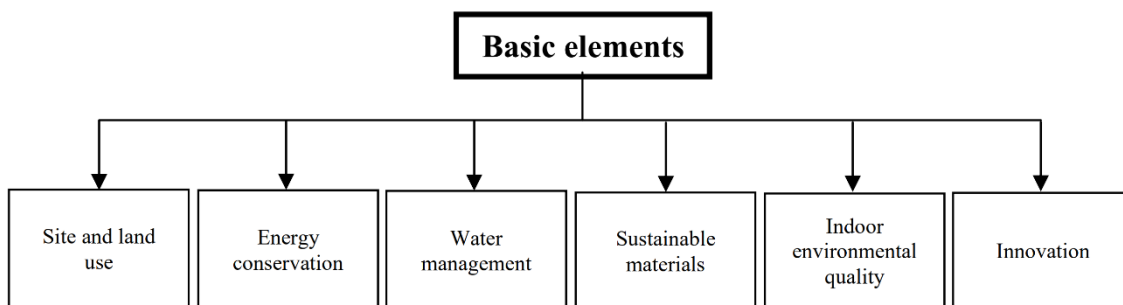 Basic elements
Site and land
use
Energy
conservation
Water
management
Sustainable
materials
Indoor
environmental
quality
Innovation